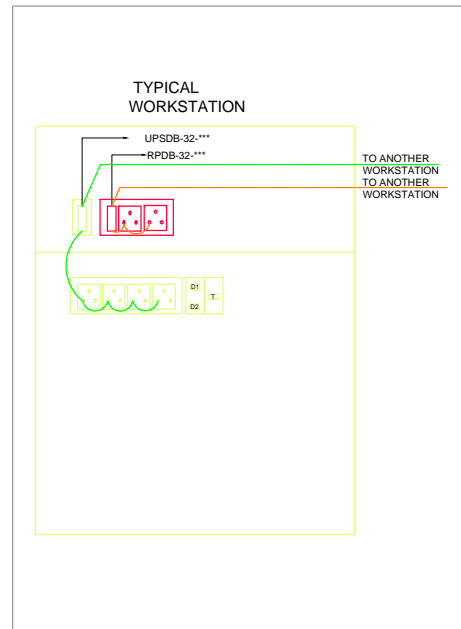 TYPICAL
WORKSTATION
UPSDB-32-***
RPDB-32-***
TO ANOTHER
WORKSTATION
TO ANOTHER
WORKSTATION
D1
T
D2